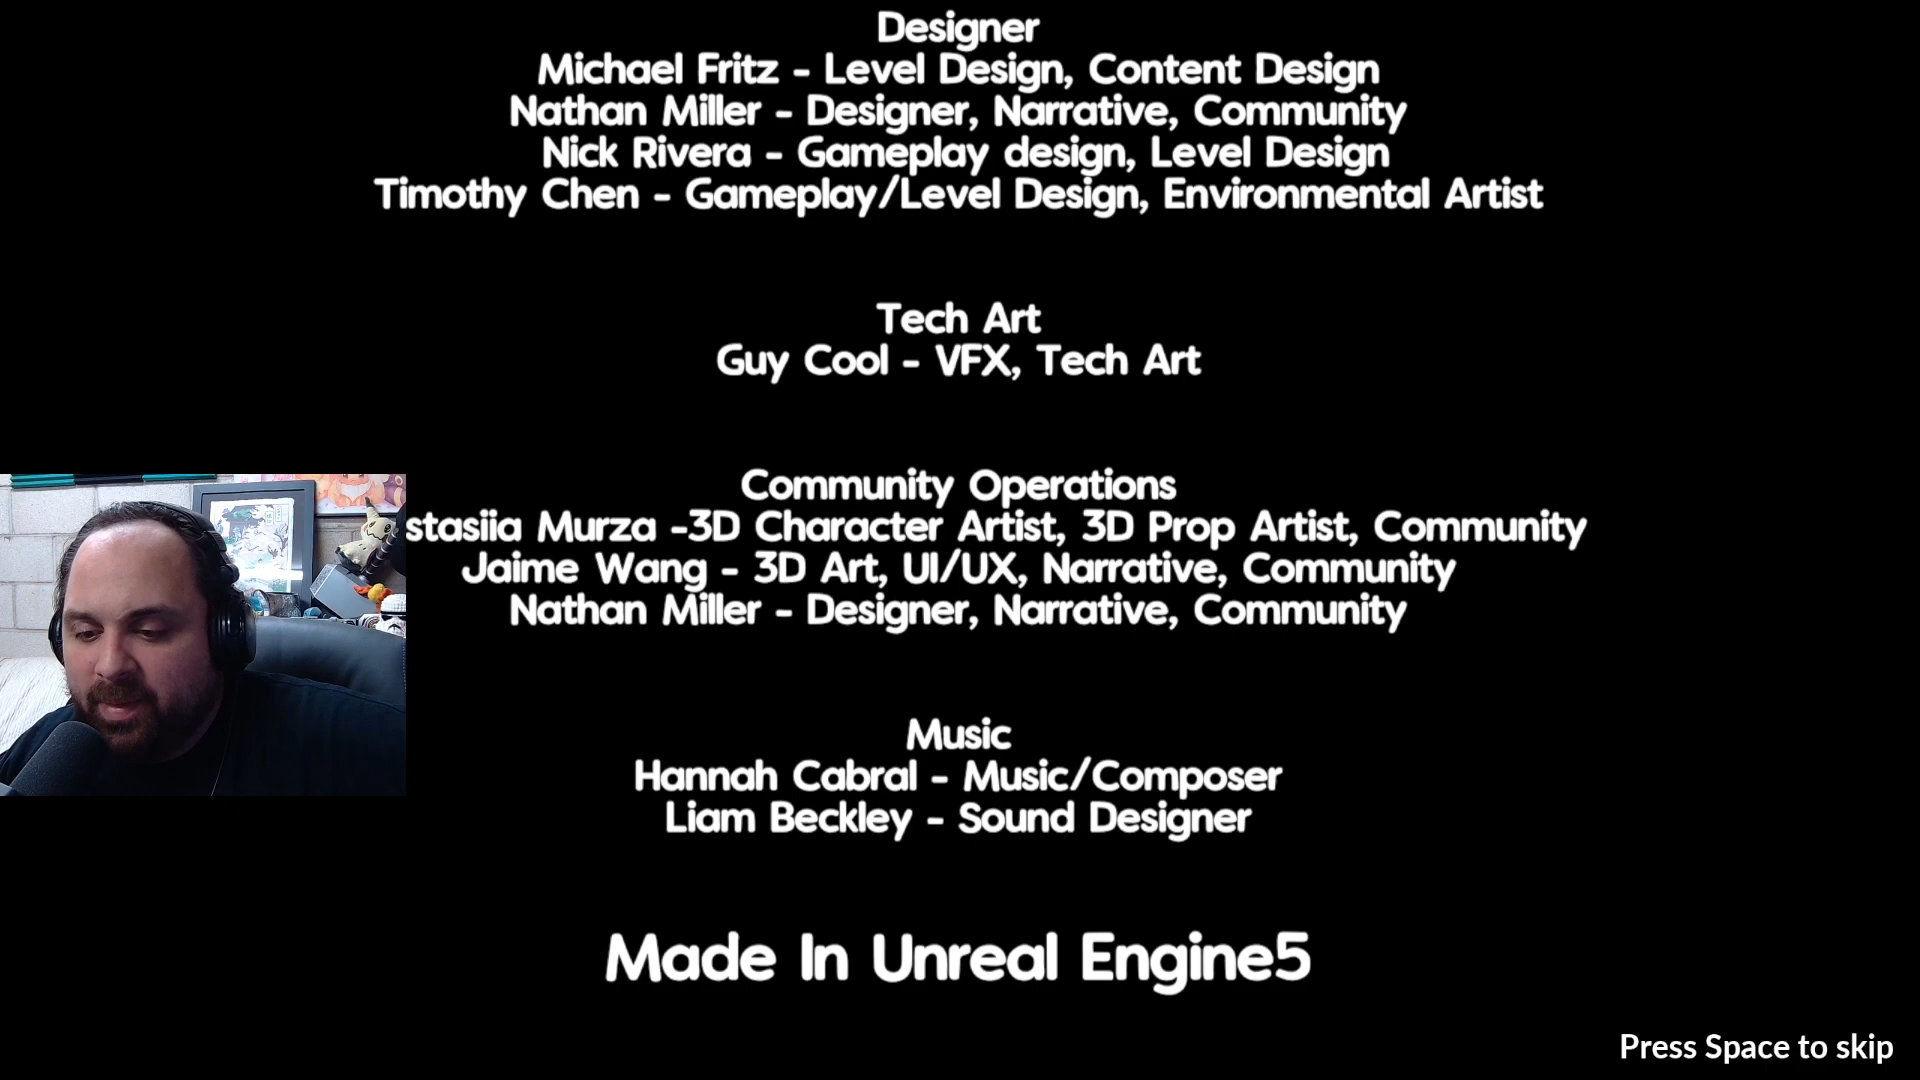 Designer
Michael Fritz - Level Design, Content Design
Nathan Miller - Designer, Narrative, Community
Nick Rivera - Gameplay design, Level Design
Timothy Chen - Gameplay/Level Design, Environmental Artist
Tech Art
Guy Cool - VFX, Tech Art
Community Operations
stasiia Murza -3D Character Artist, 3D Prop Artist, Community
Jaime Wang - 3D Art, UI/UX, Narrative, Community
Nathan Miller - Designer, Narrative, Community
Music
Hannah Cabral - Music/Composer
Liam Beckley - Sound Designer
Made In Unreal Engine5
Press Space to skip